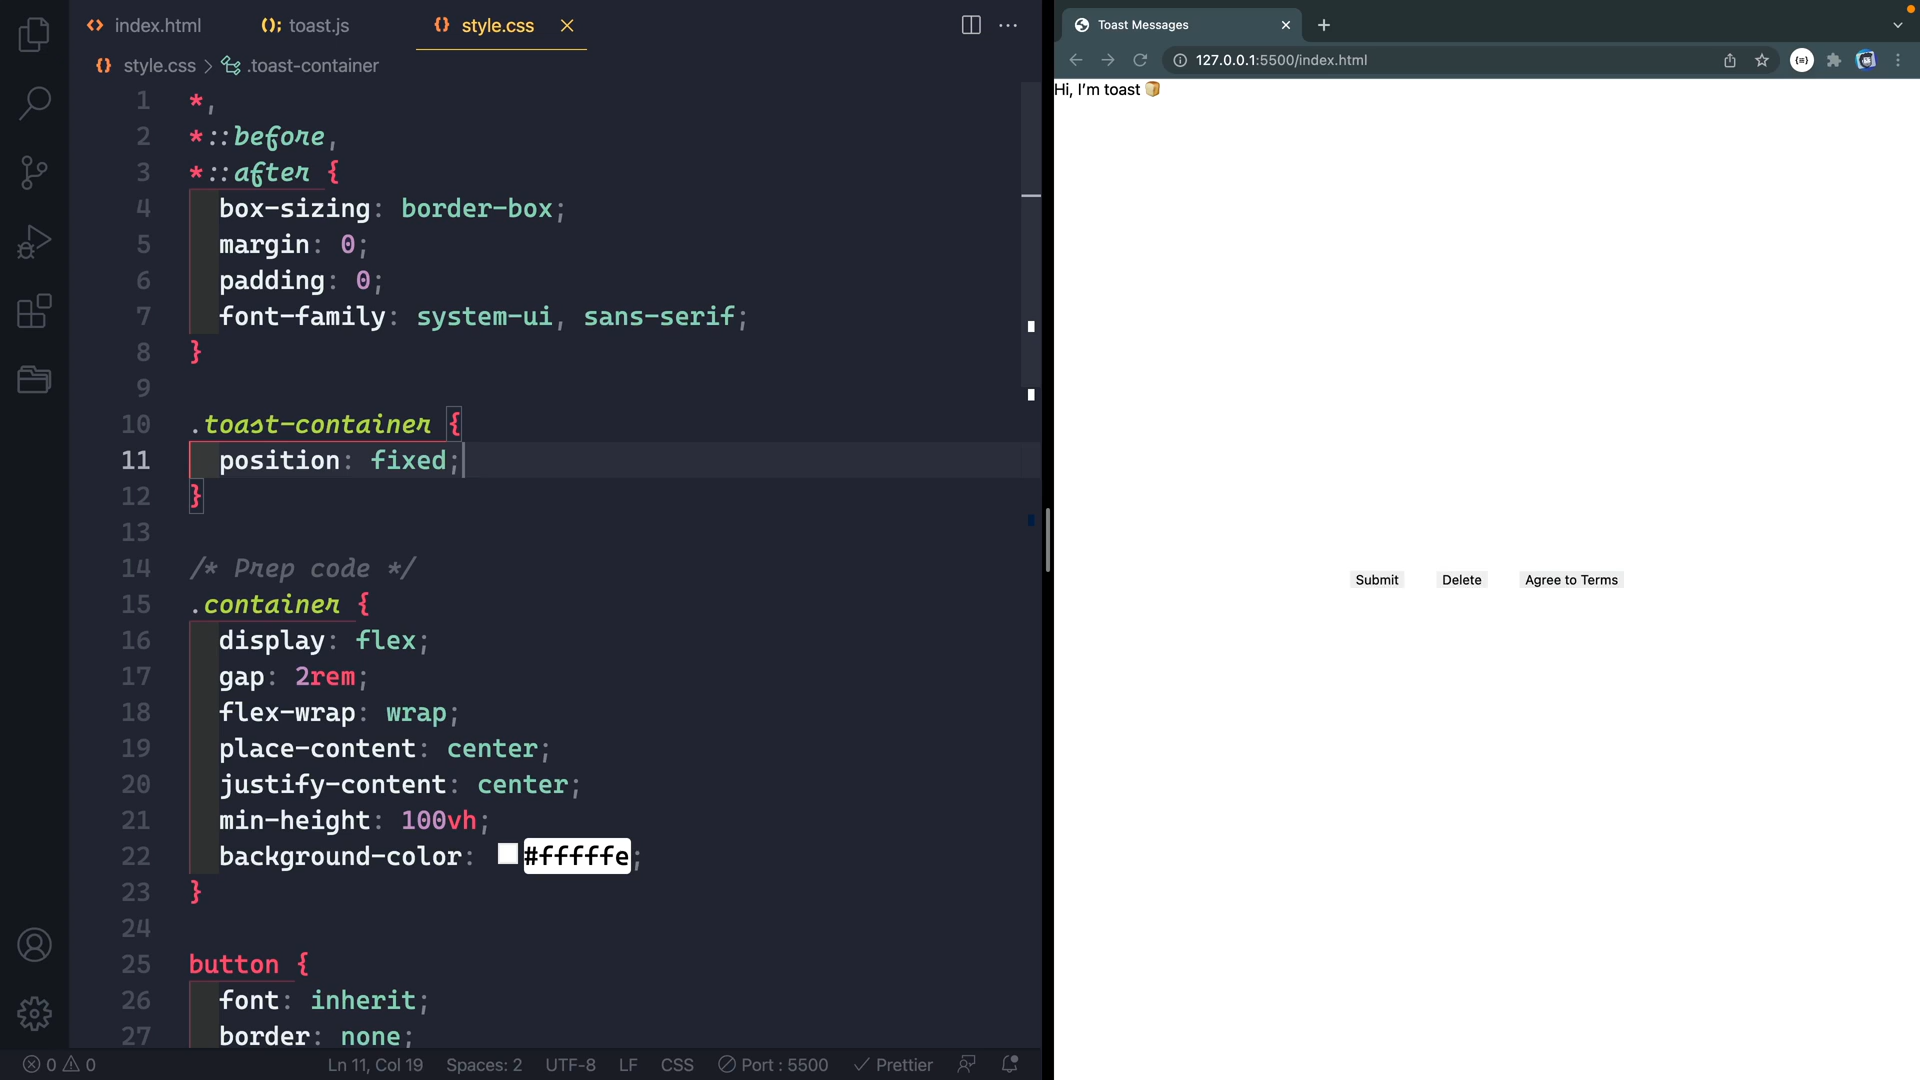 index.html
toast.js
style.css
style.css > .toast-container
1 *,
2 *::before,
3 *::after {
4 box-sizing: border-box;
5 margin: 0;
6 padding: 0;
7 font-family: system-ui, sans-serif;
8 }
9
10 .toast-container {
11 position: fixed;
12 }
13
14 /* Prep code */
15 .container {
16 display: flex;
17 gap: 2rem;
18 flex-wrap: wrap;
19 place-content: center;
20 justify-content: center;
21 min-height: 100vh;
22 background-color: #fffffe;
23 }
24
25 button {
26 font: inherit;
27 border: none;
0 0
Ln 11, Col 19
Spaces: 2
UTF-8
LF
CSS
Port : 5500
Prettier
Toast Messages
127.0.0.1:5500/index.html
Hi, I'm toast 🍞
Submit
Delete
Agree to Terms